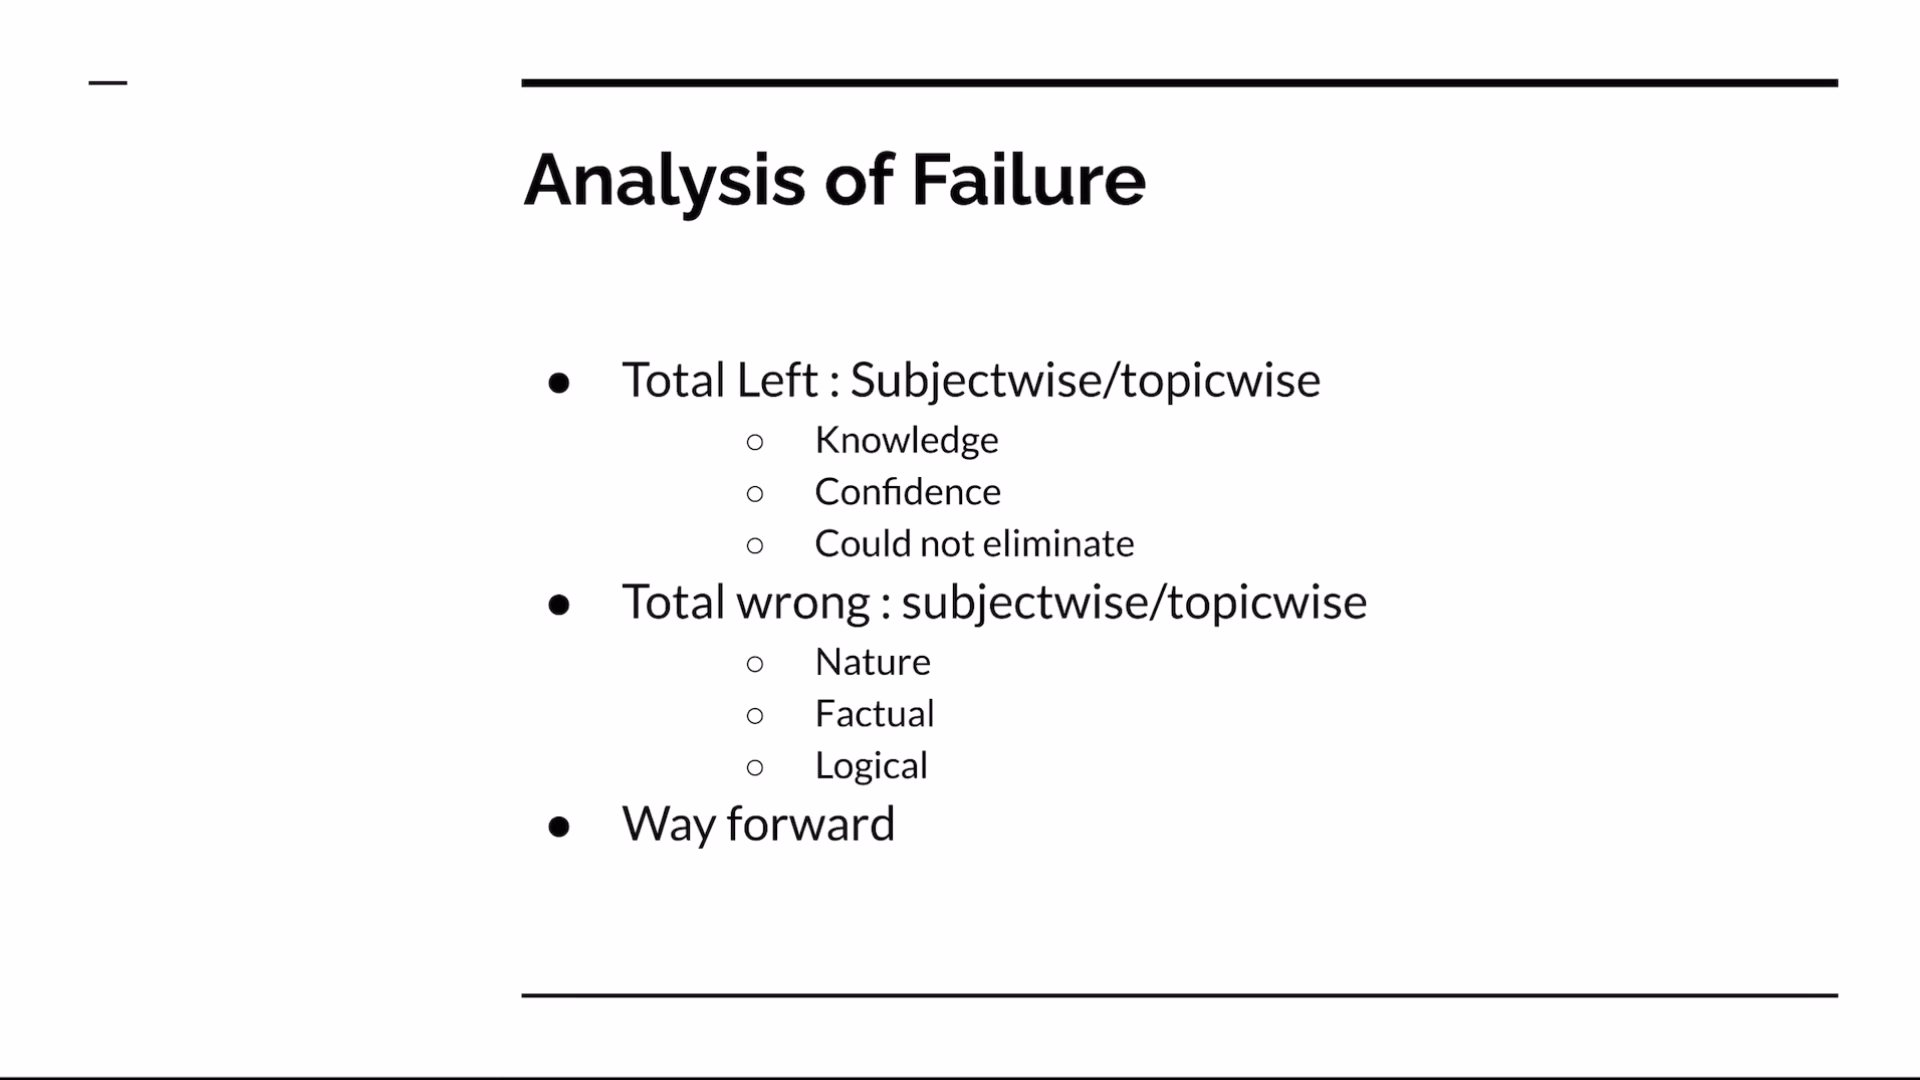 Analysis of Failure
● Total Left : Subjectwise/topicwise
○ Knowledge
○ Confidence
○ Could not eliminate
● Total wrong : subjectwise/topicwise
○ Nature
○ Factual
○ Logical
● Way forward